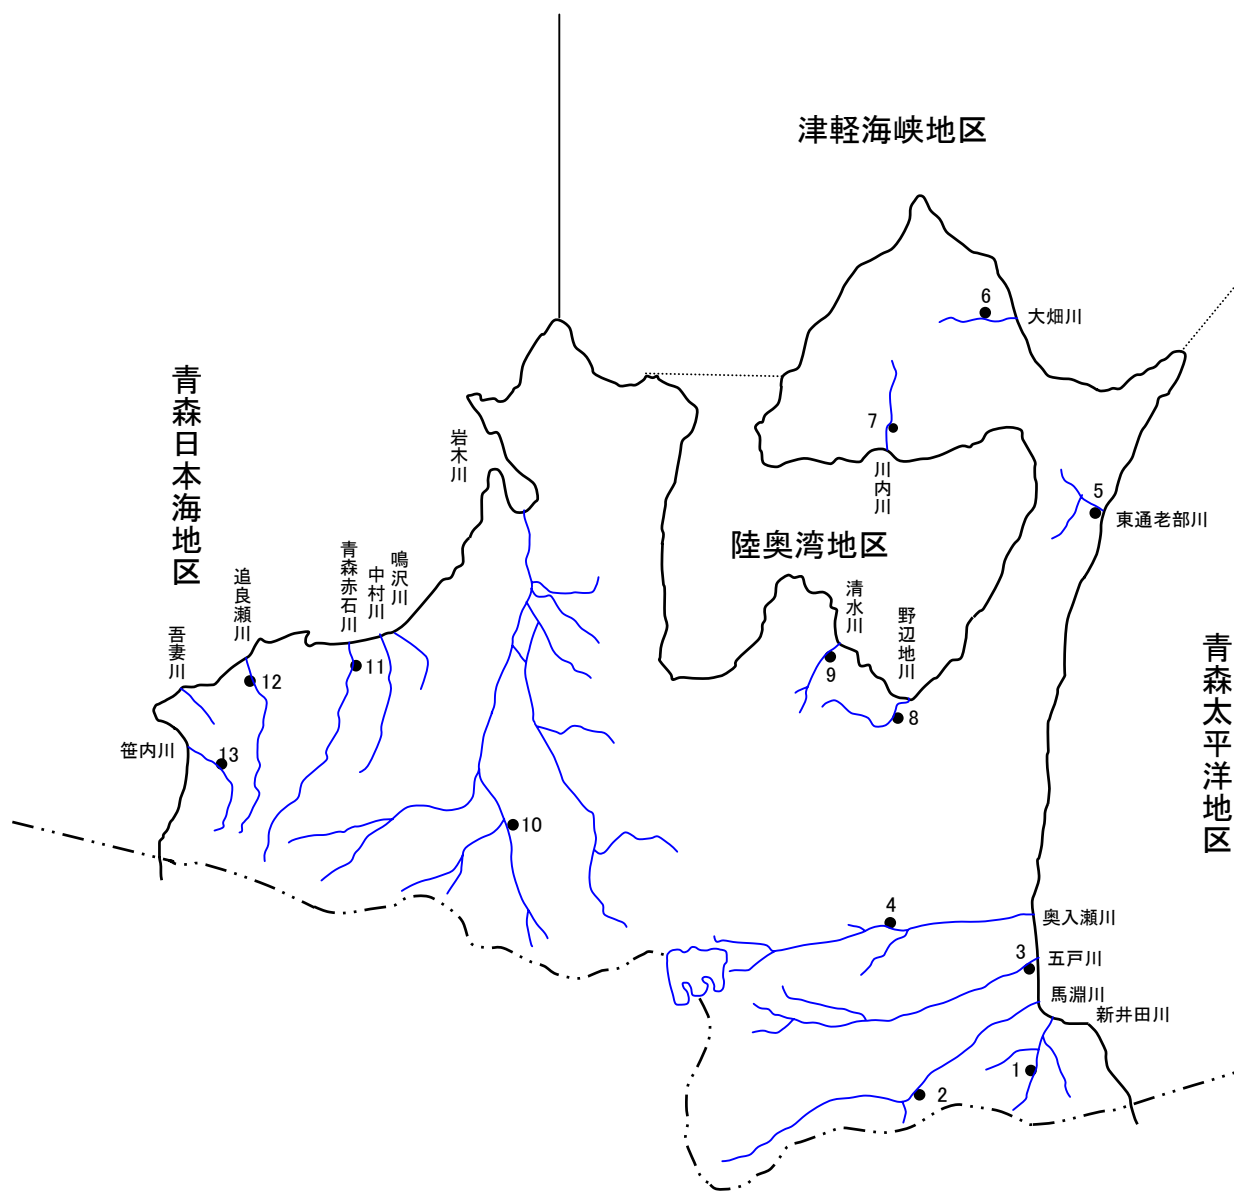 津軽海峡地区
6
大畑川
青森日本海地区
岩木川
7
川内川
5
東通老部川
陸奥湾地区
清水川
野辺地川
9
8
青森太平洋地区
鳴沢川
中村川
青森赤石川
追良瀬川
吾妻川
11
12
笹内川
13
10
4
奥入瀬川
3
五戸川
馬淵川
新井田川
1
2